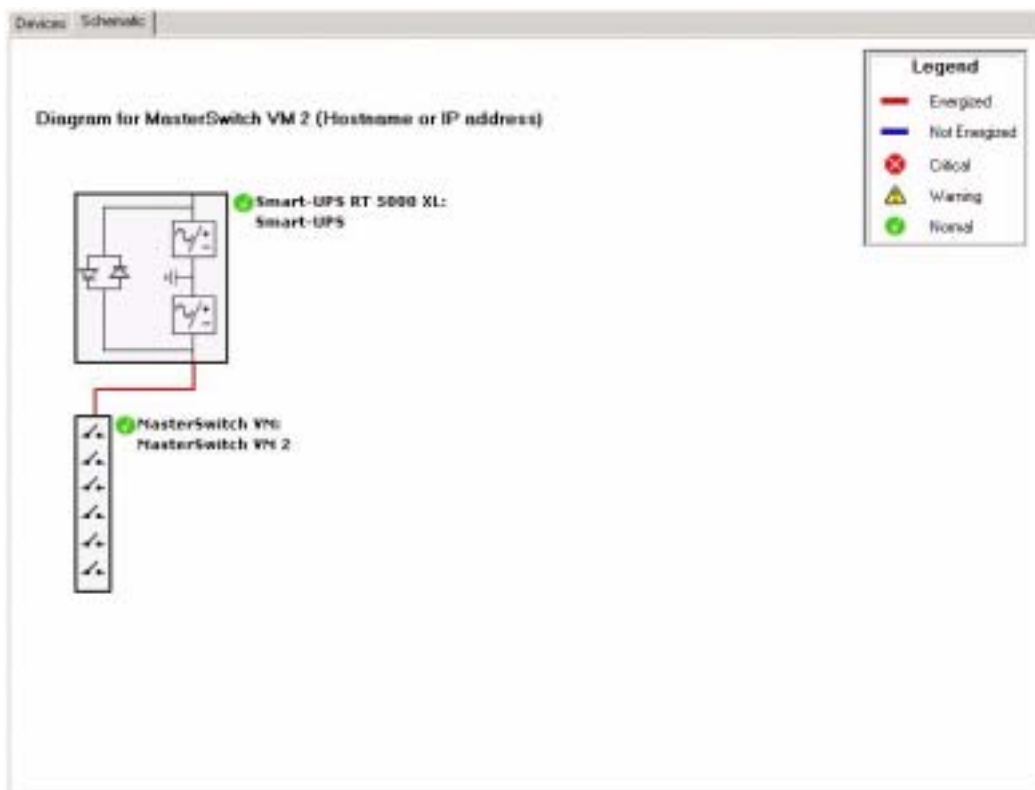 Devices Schematic
Diagram for MasterSwitch VM 2 (Hostname or IP address)
Smart-UPS RT 5000 XL:
Smart-UPS
MasterSwitch VM:
MasterSwitch VM 2
Legend
Energized
Not Energized
Critical
Warning
Normal